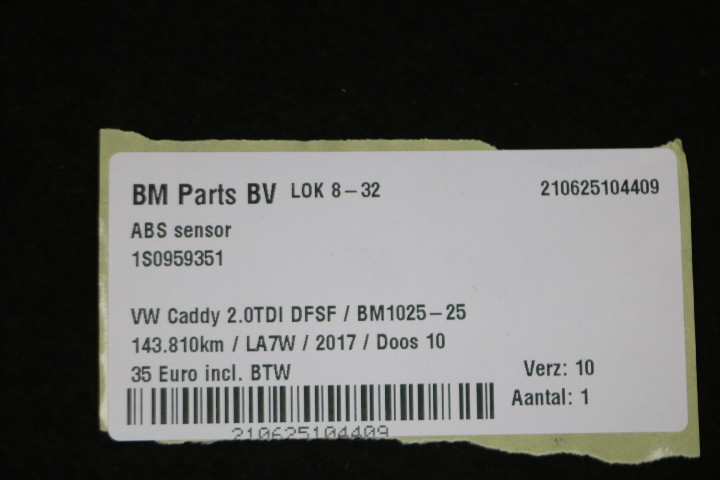 BM Parts BV LOK 8-32 210625104409
ABS sensor
1S0959351
VW Caddy 2.0TDI DFSF / BM1025-25
143.810km / LA7W / 2017 / Doos 10
35 Euro incl. BTW Verz: 10
Aantal: 1
210625104409